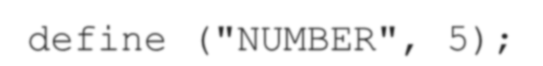 define ("NUMBER", 5);